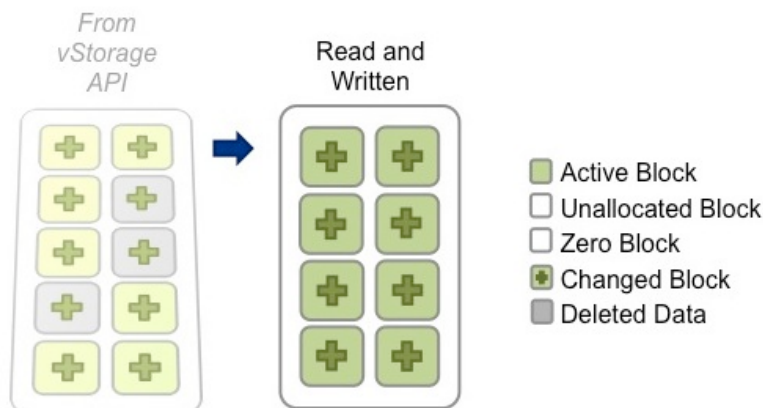 From
vStorage
API
Read and
Written
Active Block
Unallocated Block
Zero Block
Changed Block
Deleted Data